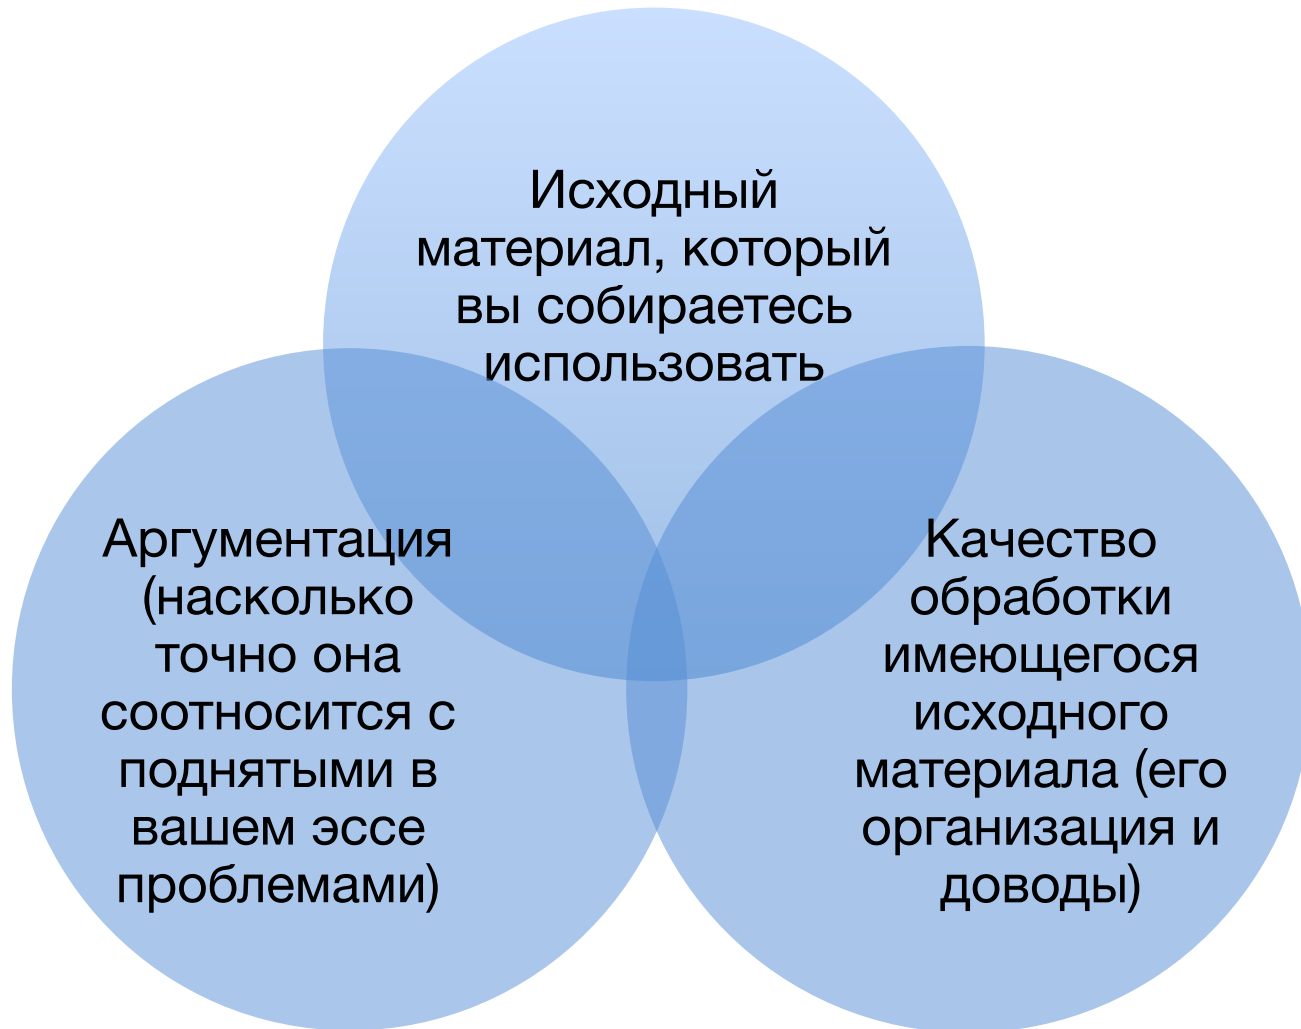 Исходный
материал, который
вы собираетесь
использовать
Аргументация
(насколько
точно она
соотносится с
поднятыми в
вашем эссе
проблемами)
Качество
обработки
имеющегося
исходного
материала (его
организация и
доводы)